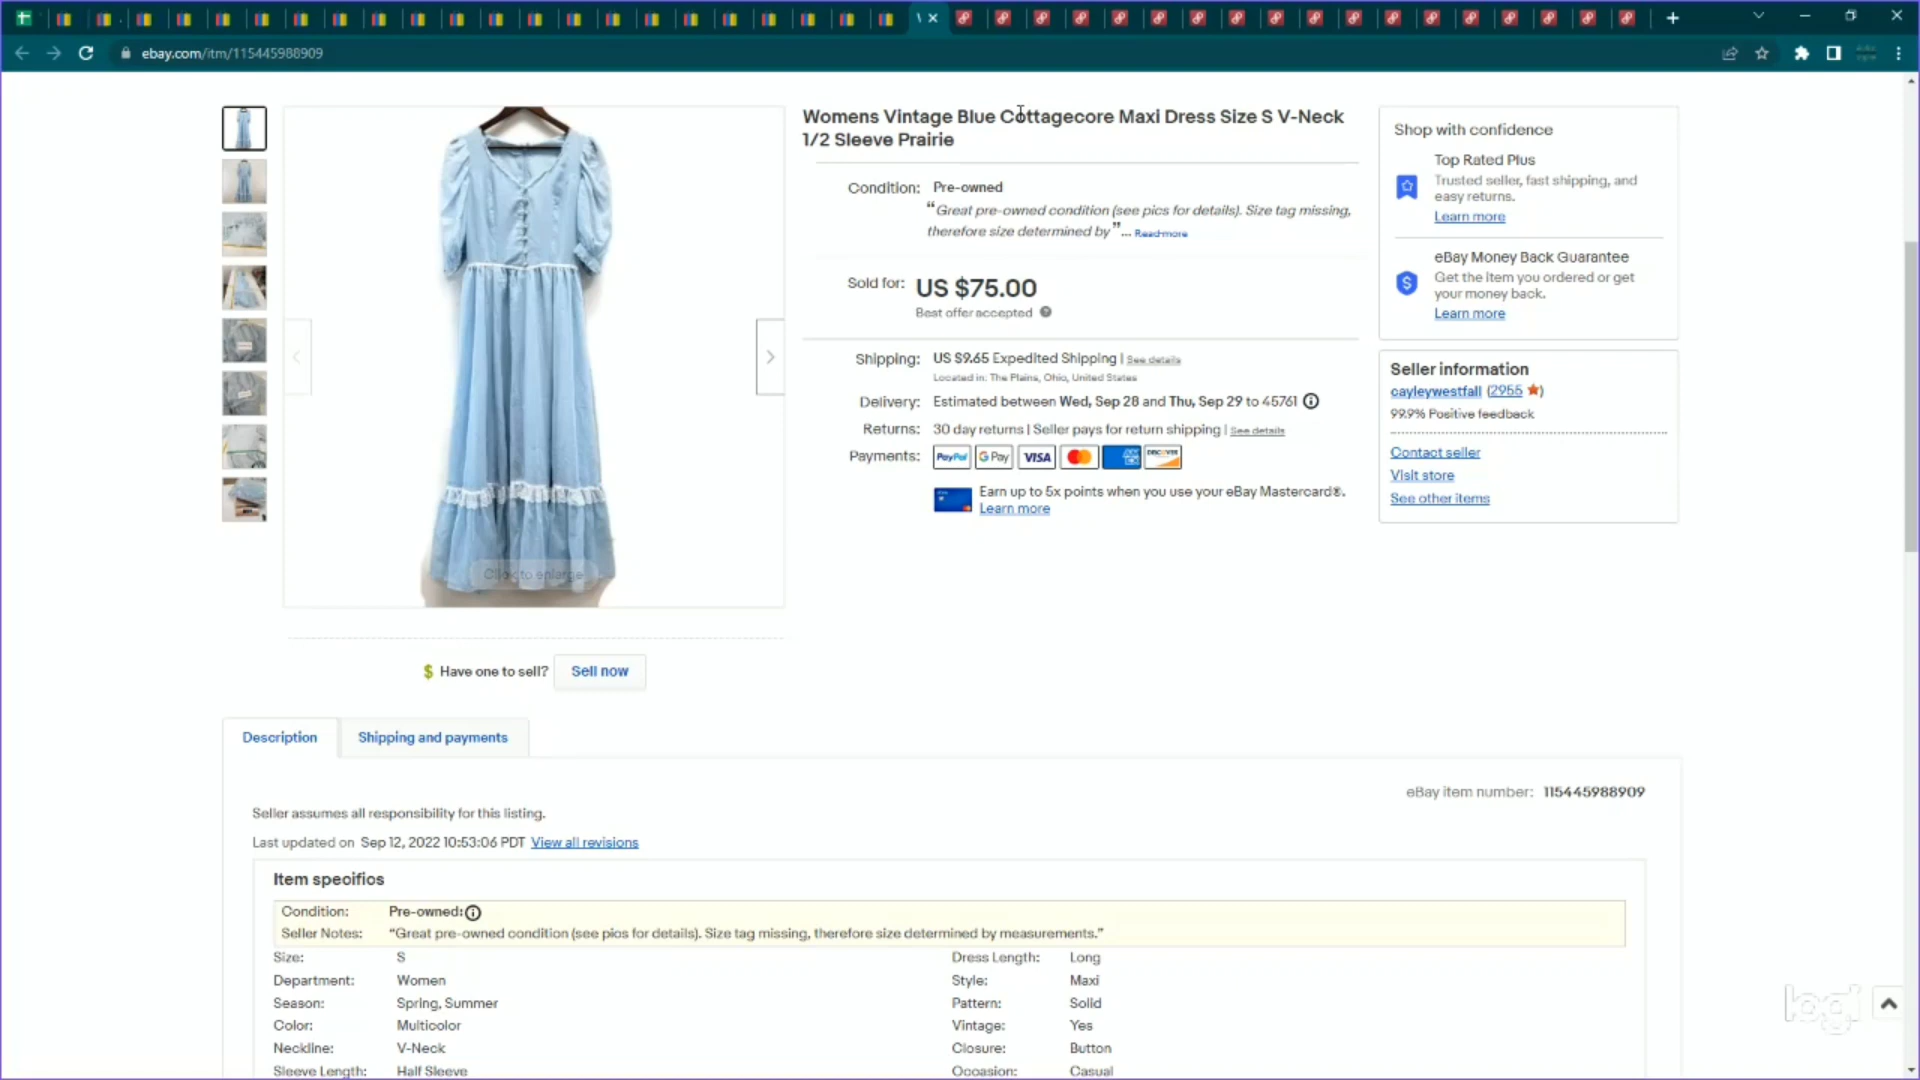 ebay.com/itm/115445988909
Womens Vintage Blue Cottagecore Maxi Dress Size S V-Neck
1/2 Sleeve Prairie
Condition: Pre-owned
“Great pre-owned condition (see pics for details). Size tag missing,
therefore size determined by” ... Read more
Sold for: US $75.00
Best offer accepted
Shipping: US $9.65 Expedited Shipping | See details
Located in: The Plains, Ohio, United States
Delivery: Estimated between Wed, Sep 28 and Thu, Sep 29 to 45761
Returns: 30 day returns | Seller pays for return shipping | See details
Payments: PayPal G Pay VISA DISCOVER
Earn up to 5x points when you use your eBay Mastercard®.
Learn more
Shop with confidence
Top Rated Plus
Trusted seller, fast shipping, and
easy returns.
Learn more
eBay Money Back Guarantee
Get the item you ordered or get
your money back.
Learn more
Seller information
cayleywestfall (2955)
99.9% Positive feedback
Contact seller
Visit store
See other items
Click to enlarge
$ Have one to sell? Sell now
Description
Shipping and payments
eBay item number: 115445988909
Seller assumes all responsibility for this listing.
Last updated on Sep 12, 2022 10:53:06 PDT View all revisions
Item specifics
Condition: Pre-owned:
Seller Notes: “Great pre-owned condition (see pics for details). Size tag missing, therefore size determined by measurements.”
Size: S
Dress Length: Long
Department: Women
Style: Maxi
Season: Spring, Summer
Pattern: Solid
Color: Multicolor
Vintage: Yes
Neckline: V-Neck
Closure: Button
Sleeve Length: Half Sleeve
Occasion: Casual
logi